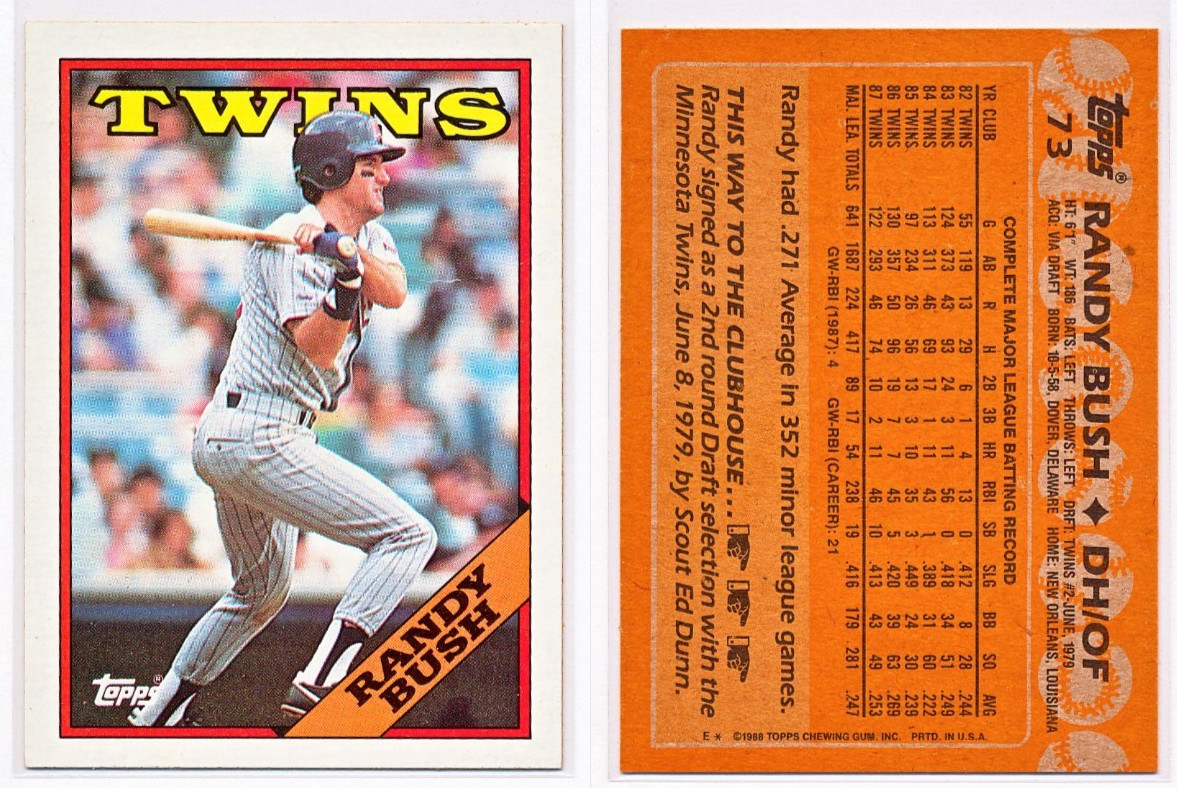 TWINS
RANDY
BUSH
topps®
topps®
73
RANDY BUSH ✦ DH/OF
HT: 6'1" WT: 186 BATS: LEFT THROWS: LEFT DRFT: TWINS #2-JUNE, 1979
ACQ: VIA DRAFT BORN: 10-5-58, DOVER, DELAWARE HOME: NEW ORLEANS, LOUISIANA
COMPLETE MAJOR LEAGUE BATTING RECORD
YR CLUB G AB R H 2B 3B HR RBI SB SLG BB SO AVG
82 TWINS 55 119 13 29 6 1 4 13 0 .412 8 28 .244
83 TWINS 124 373 43 93 24 3 11 56 0 .418 34 51 .249
84 TWINS 113 311 46 69 17 1 11 43 1 .389 31 60 .222
85 TWINS 97 234 26 56 13 3 10 35 3 .449 24 30 .239
86 TWINS 130 357 50 96 19 7 7 45 5 .420 39 63 .269
87 TWINS 122 293 46 74 10 2 11 46 10 .413 43 49 .253
MAJ. LEA. TOTALS 641 1687 224 417 89 17 54 238 19 .416 179 281 .247
GW-RBI (1987): 4 GW-RBI (CAREER): 21
Randy had .271 Average in 352 minor league games.
THIS WAY TO THE CLUBHOUSE...
Randy signed as a 2nd round Draft selection with the
Minnesota Twins, June 8, 1979, by Scout Ed Dunn.
E * ©1988 TOPPS CHEWING GUM, INC. PRTD. IN U.S.A.